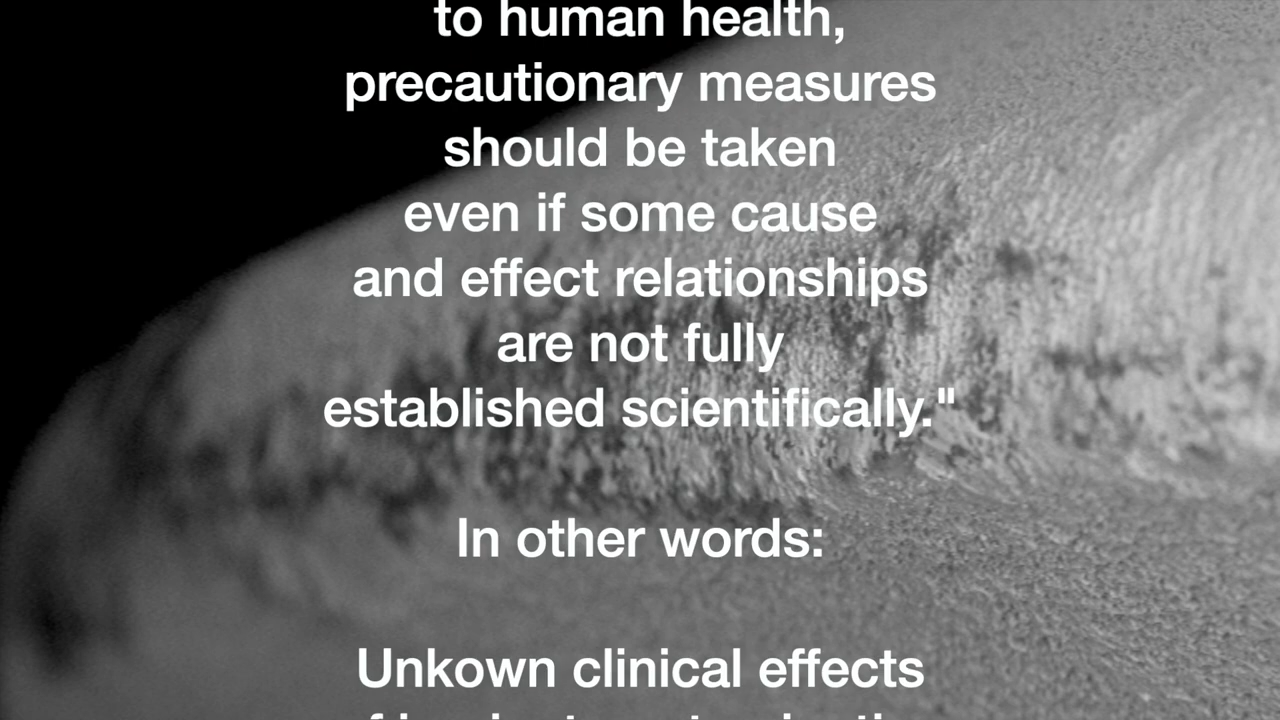 to human health,
precautionary measures
should be taken
even if some cause
and effect relationships
are not fully
established scientifically."
In other words:
Unkown clinical effects